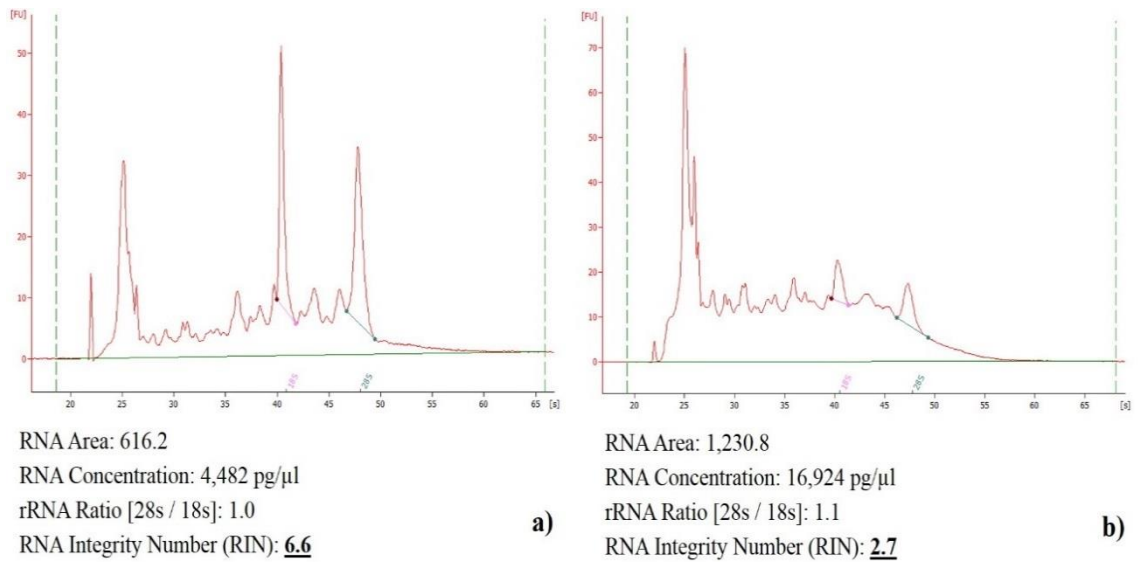 [FU]
50
40
30
20
10
0
20 25 30 35 40 45 50 55 60 65 [s]
18S
28S
RNA Area: 616.2
RNA Concentration: 4,482 pg/µl
rRNA Ratio [28s / 18s]: 1.0
RNA Integrity Number (RIN): 6.6
a)
[FU]
70
60
50
40
30
20
10
0
20 25 30 35 40 45 50 55 60 65 [s]
18S
28S
RNA Area: 1,230.8
RNA Concentration: 16,924 pg/µl
rRNA Ratio [28s / 18s]: 1.1
RNA Integrity Number (RIN): 2.7
b)